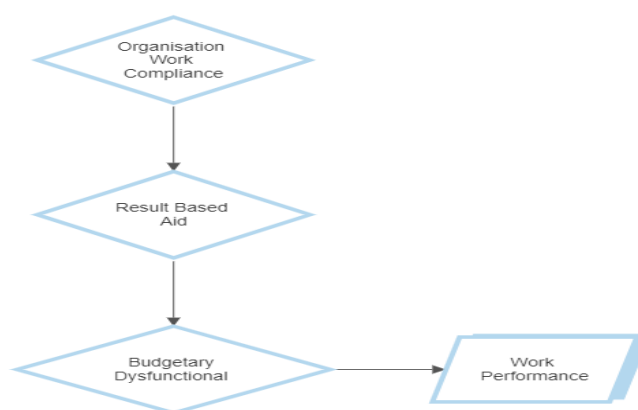 Organisation
Work
Compliance
Result Based
Aid
Budgetary
Dysfunctional
Work
Performance